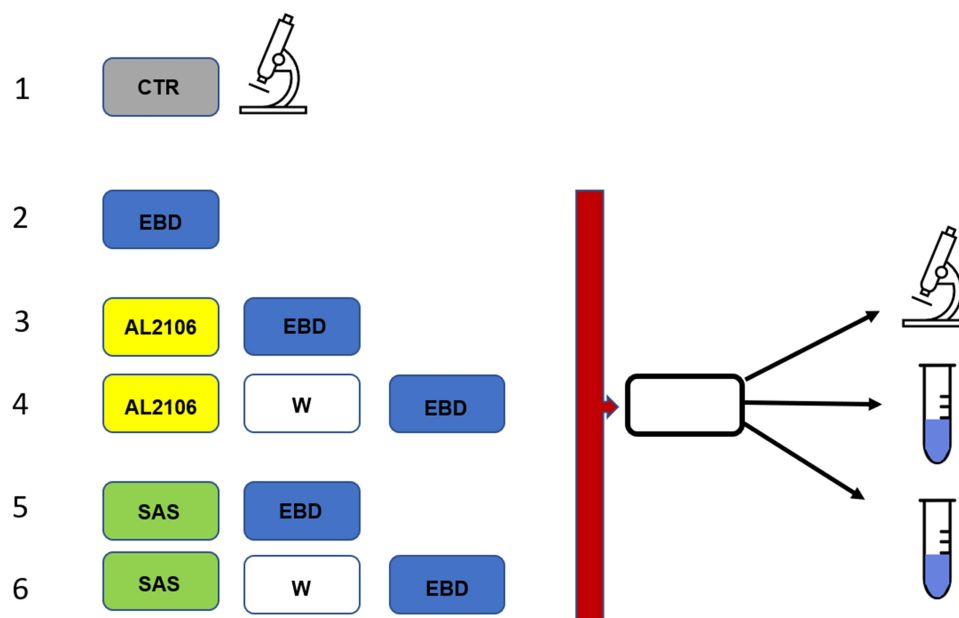 1 CTR
2 EBD
3 AL2106 EBD
4 AL2106 W EBD
5 SAS EBD
6 SAS W EBD